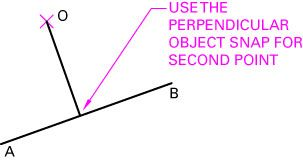 O
USE THE
PERPENDICULAR
OBJECT SNAP FOR
SECOND POINT
B
A